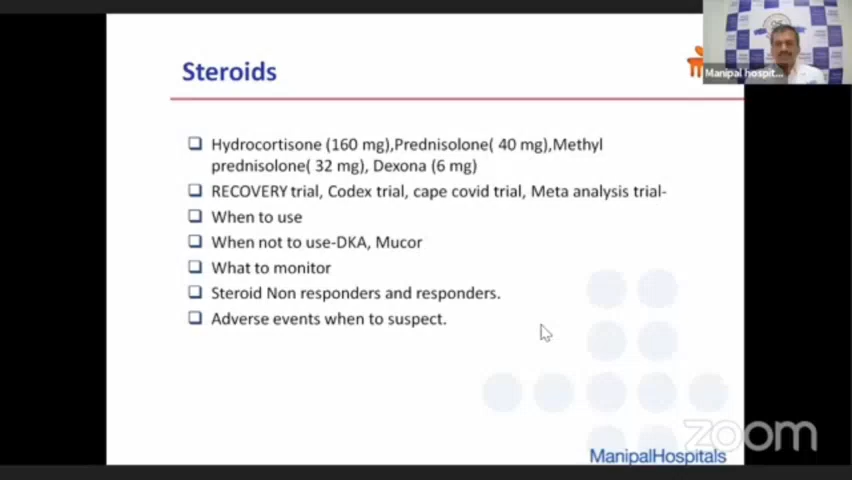 Manipal hospit...
Steroids
Hydrocortisone (160 mg),Prednisolone( 40 mg),Methyl
prednisolone( 32 mg), Dexona (6 mg)
RECOVERY trial, Codex trial, cape covid trial, Meta analysis trial-
When to use
When not to use-DKA, Mucor
What to monitor
Steroid Non responders and responders.
Adverse events when to suspect.
zoom
ManipalHospitals